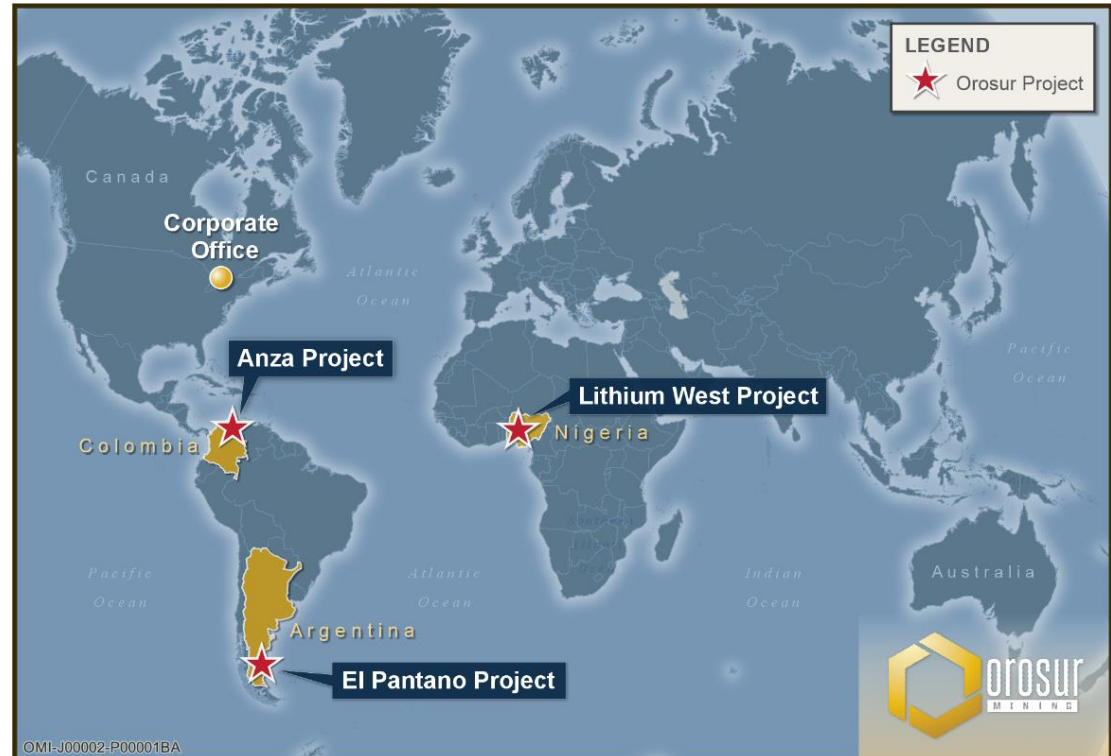 LEGEND
Orosur Project
Canada
Corporate
Office
Atlantic
Ocean
Pacific
Ocean
Anza Project
Lithium West Project
Colombia
Nigeria
Pacific
Ocean
Atlantic
Ocean
Indian
Ocean
Australia
Argentina
El Pantano Project
orosur
MINING
OMI-J00002-P00001BA